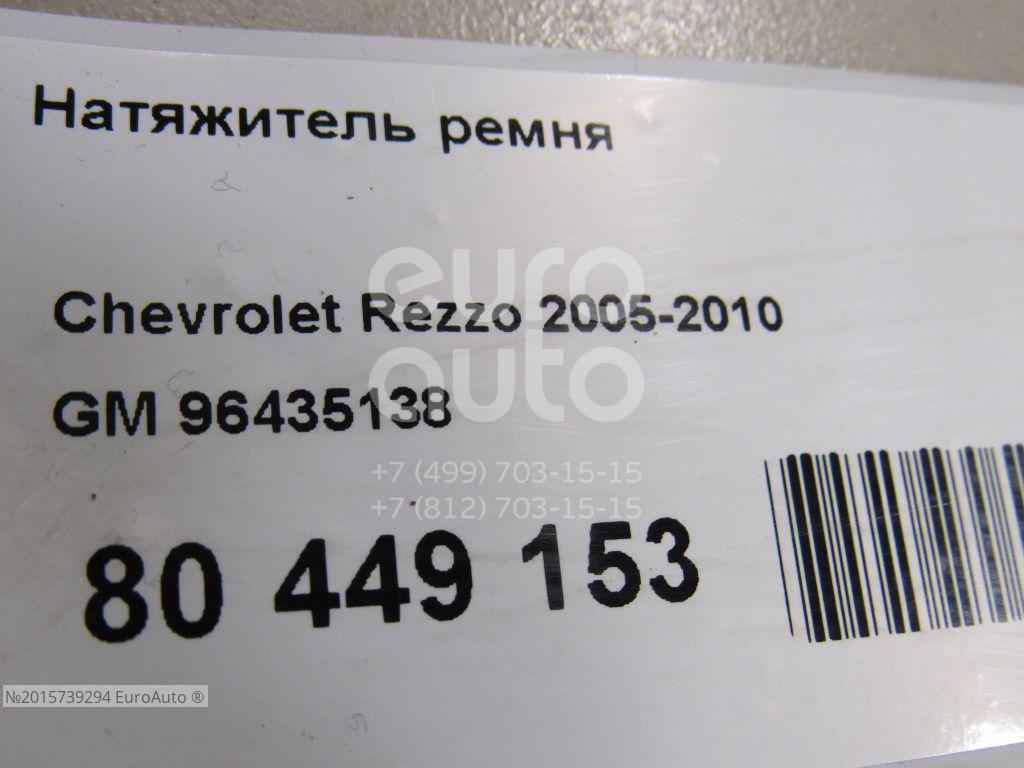 Натяжитель ремня
Chevrolet Rezzo 2005-2010
GM 96435138
80 449 153
euro
auto
+7 (499) 703-15-15
+7 (812) 703-15-15
№2015739294 EuroAuto ®